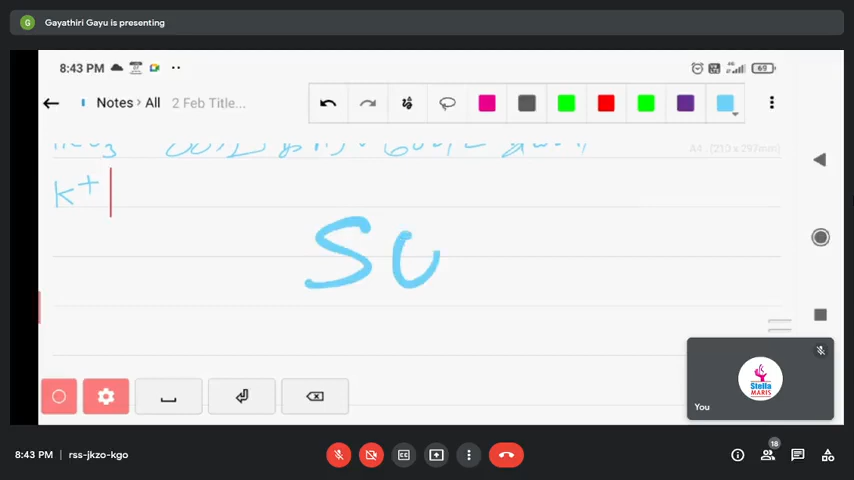 G Gayathiri Gayu is presenting
8:43 PM
69
Notes › All 2 Feb Title...
A4 (210 x 297mm)
K+
SU
Stella
MARIS
You
18
8:43 PM | rss-jkzo-kgo